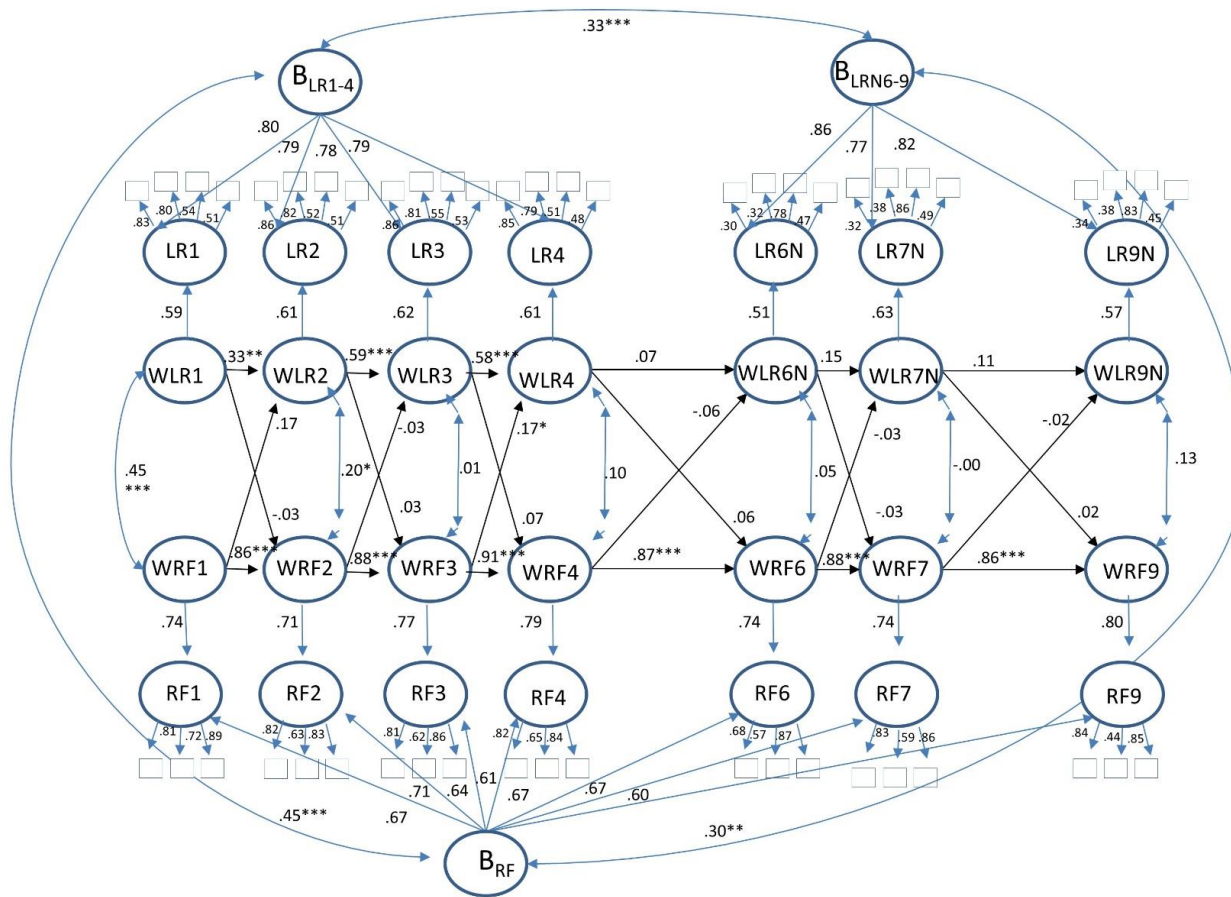 .33***
B_LR1-4
B_LRN6-9
.80
.79
.78
.79
.86
.77
.82
.83 .80 .54 .51
.86 .82 .52 .51
.86 .81 .55 .53
.85 .79 .51 .48
.30 .32 .78 .47
.32 .38 .86 .49
.34 .38 .83 .45
LR1 LR2 LR3 LR4 LR6N LR7N LR9N
.59 .61 .62 .61 .51 .63 .57
WLR1 .33** WLR2 .59*** WLR3 .58*** WLR4 .07 WLR6N .15 WLR7N .11 WLR9N
.17 -.03 .17* -.06 -.03 -.02
.45
***
.20* .01 .10 .05 -.00 .13
-.03 .03 .07 .06 -.03 .02
WRF1 .86*** WRF2 .88*** WRF3 .91*** WRF4 .87*** WRF6 .88*** WRF7 .86*** WRF9
.74 .71 .77 .79 .74 .74 .80
RF1 RF2 RF3 RF4 RF6 RF7 RF9
.81 .72 .89
.82 .63 .83
.81 .62 .86
.82 .65 .84
.68 .57 .87
.83 .59 .86
.84 .44 .85
.67 .71 .64 .61 .67 .67 .60
.45***
.30**
B_RF